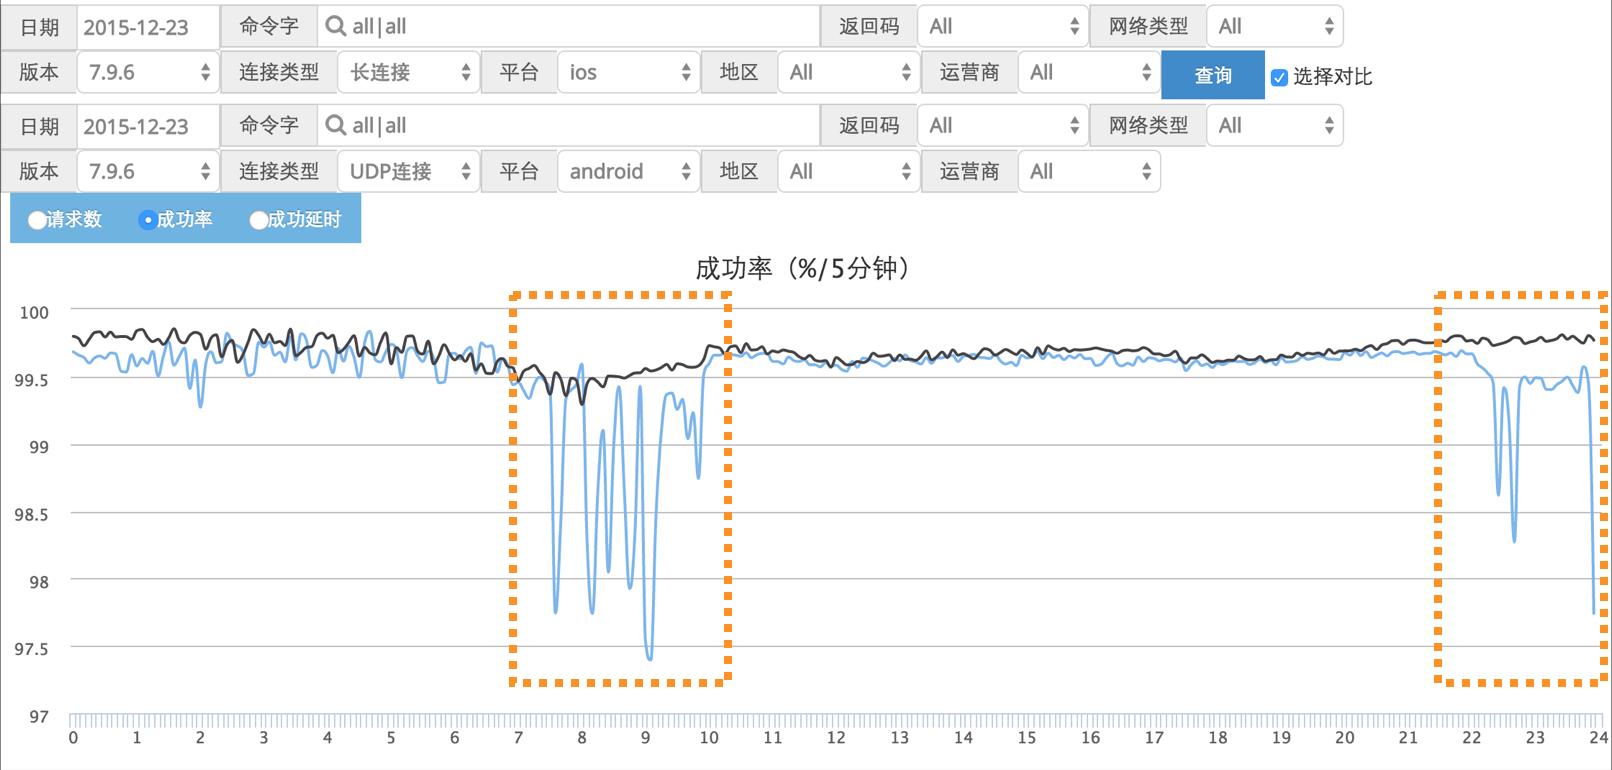 日期 2015-12-23 命令字 all|all 返回码 All 网络类型 All
版本 7.9.6 连接类型 长连接 平台 ios 地区 All 运营商 All 查询 选择对比
日期 2015-12-23 命令字 all|all 返回码 All 网络类型 All
版本 7.9.6 连接类型 UDP连接 平台 android 地区 All 运营商 All
请求数 成功率 成功延时
成功率（%/5分钟）
100
99.5
99
98.5
98
97.5
97
0 1 2 3 4 5 6 7 8 9 10 11 12 13 14 15 16 17 18 19 20 21 22 23 24